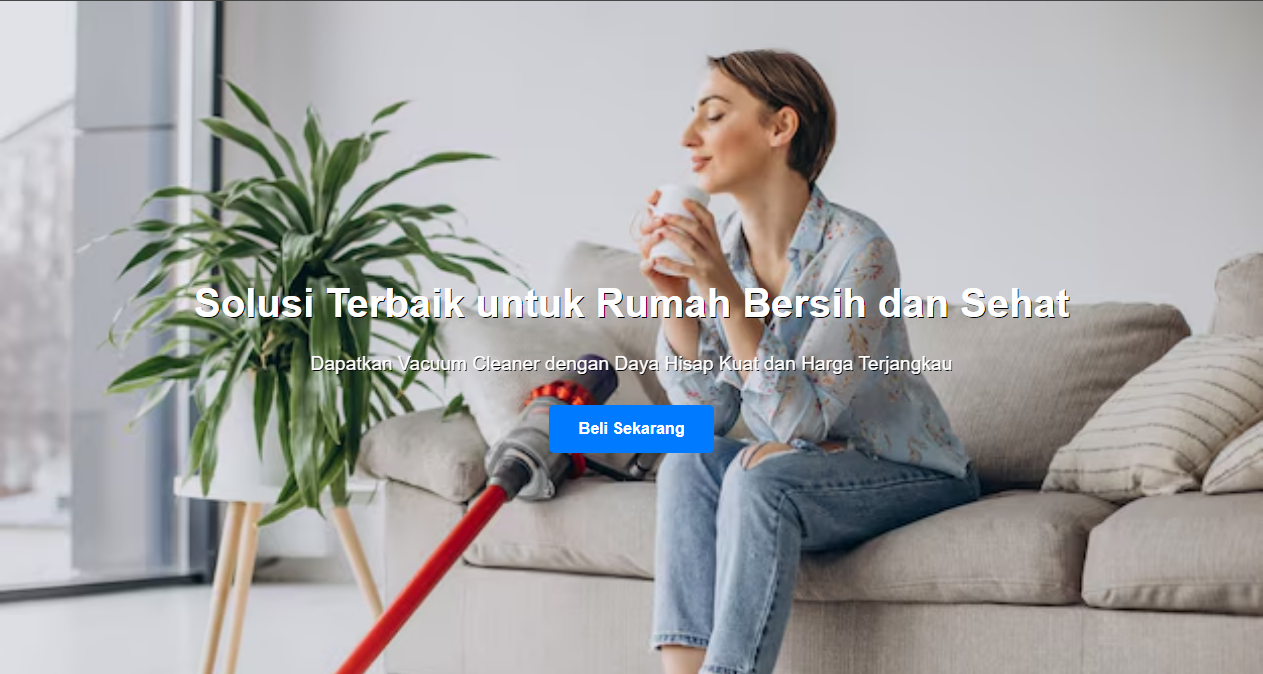 Solusi Terbaik untuk Rumah Bersih dan Sehat
Dapatkan Vacuum Cleaner dengan Daya Hisap Kuat dan Harga Terjangkau
Beli Sekarang